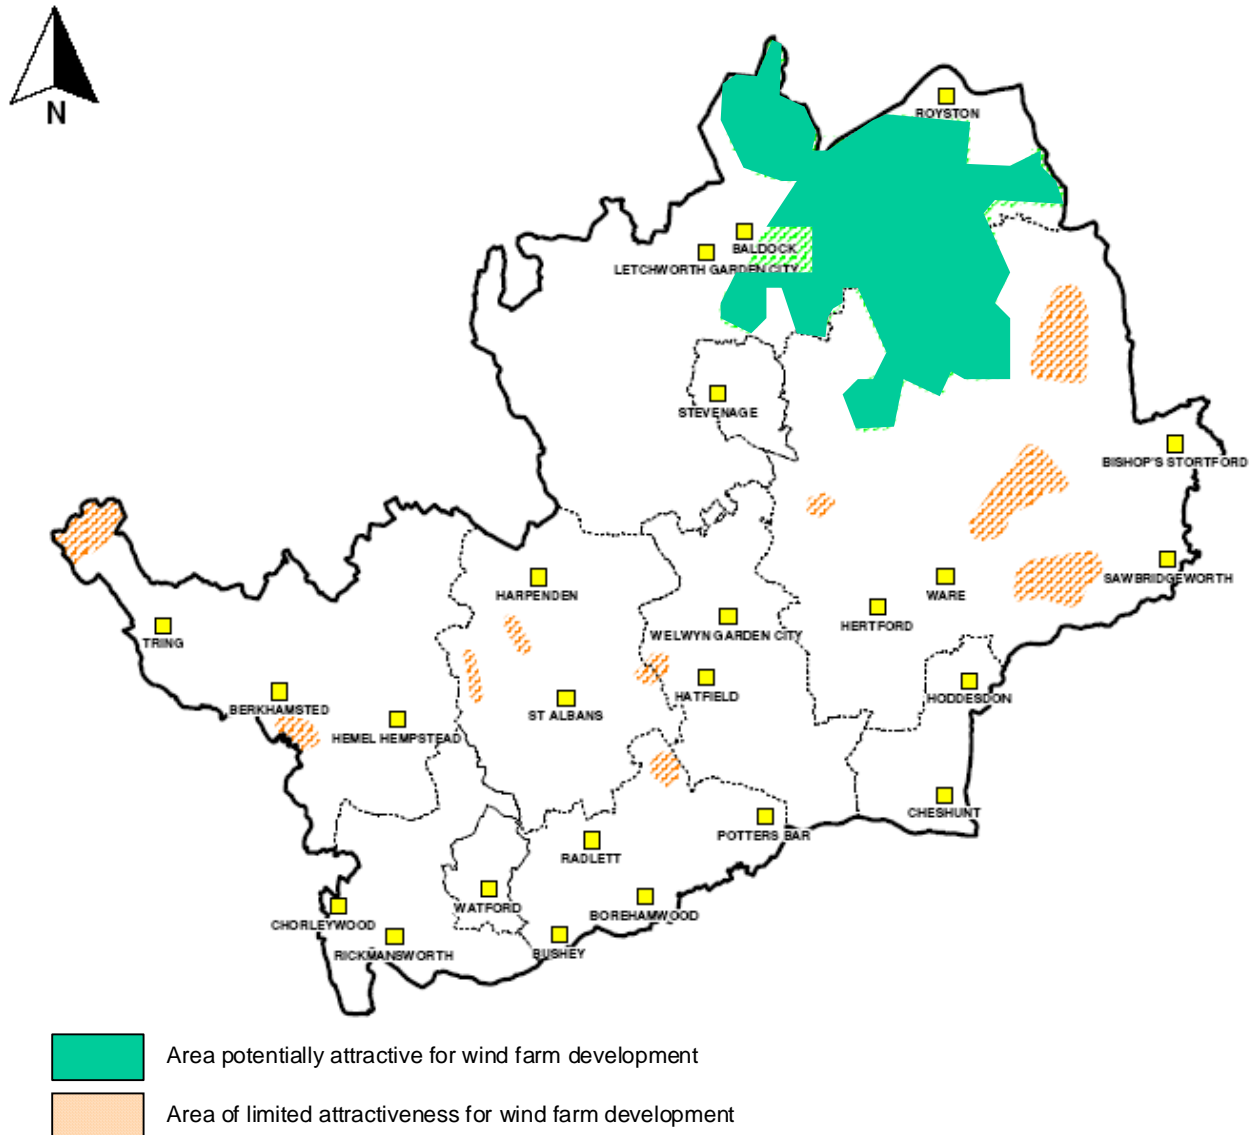 N
ROYSTON
BALDOCK
LETCHWORTH GARDEN CITY
STEVENAGE
BISHOP'S STORTFORD
HARPENDEN
WARE
SAWBRIDGEWORTH
HERTFORD
WELWYN GARDEN CITY
TRING
HATFIELD
HODDESDON
BERKHAMSTED
ST ALBANS
HEMEL HEMPSTEAD
CHESHUNT
POTTERS BAR
RADLETT
WATFORD
BOREHAMWOOD
CHORLEYWOOD
BUSHEY
RICKMANSWORTH
Area potentially attractive for wind farm development
Area of limited attractiveness for wind farm development